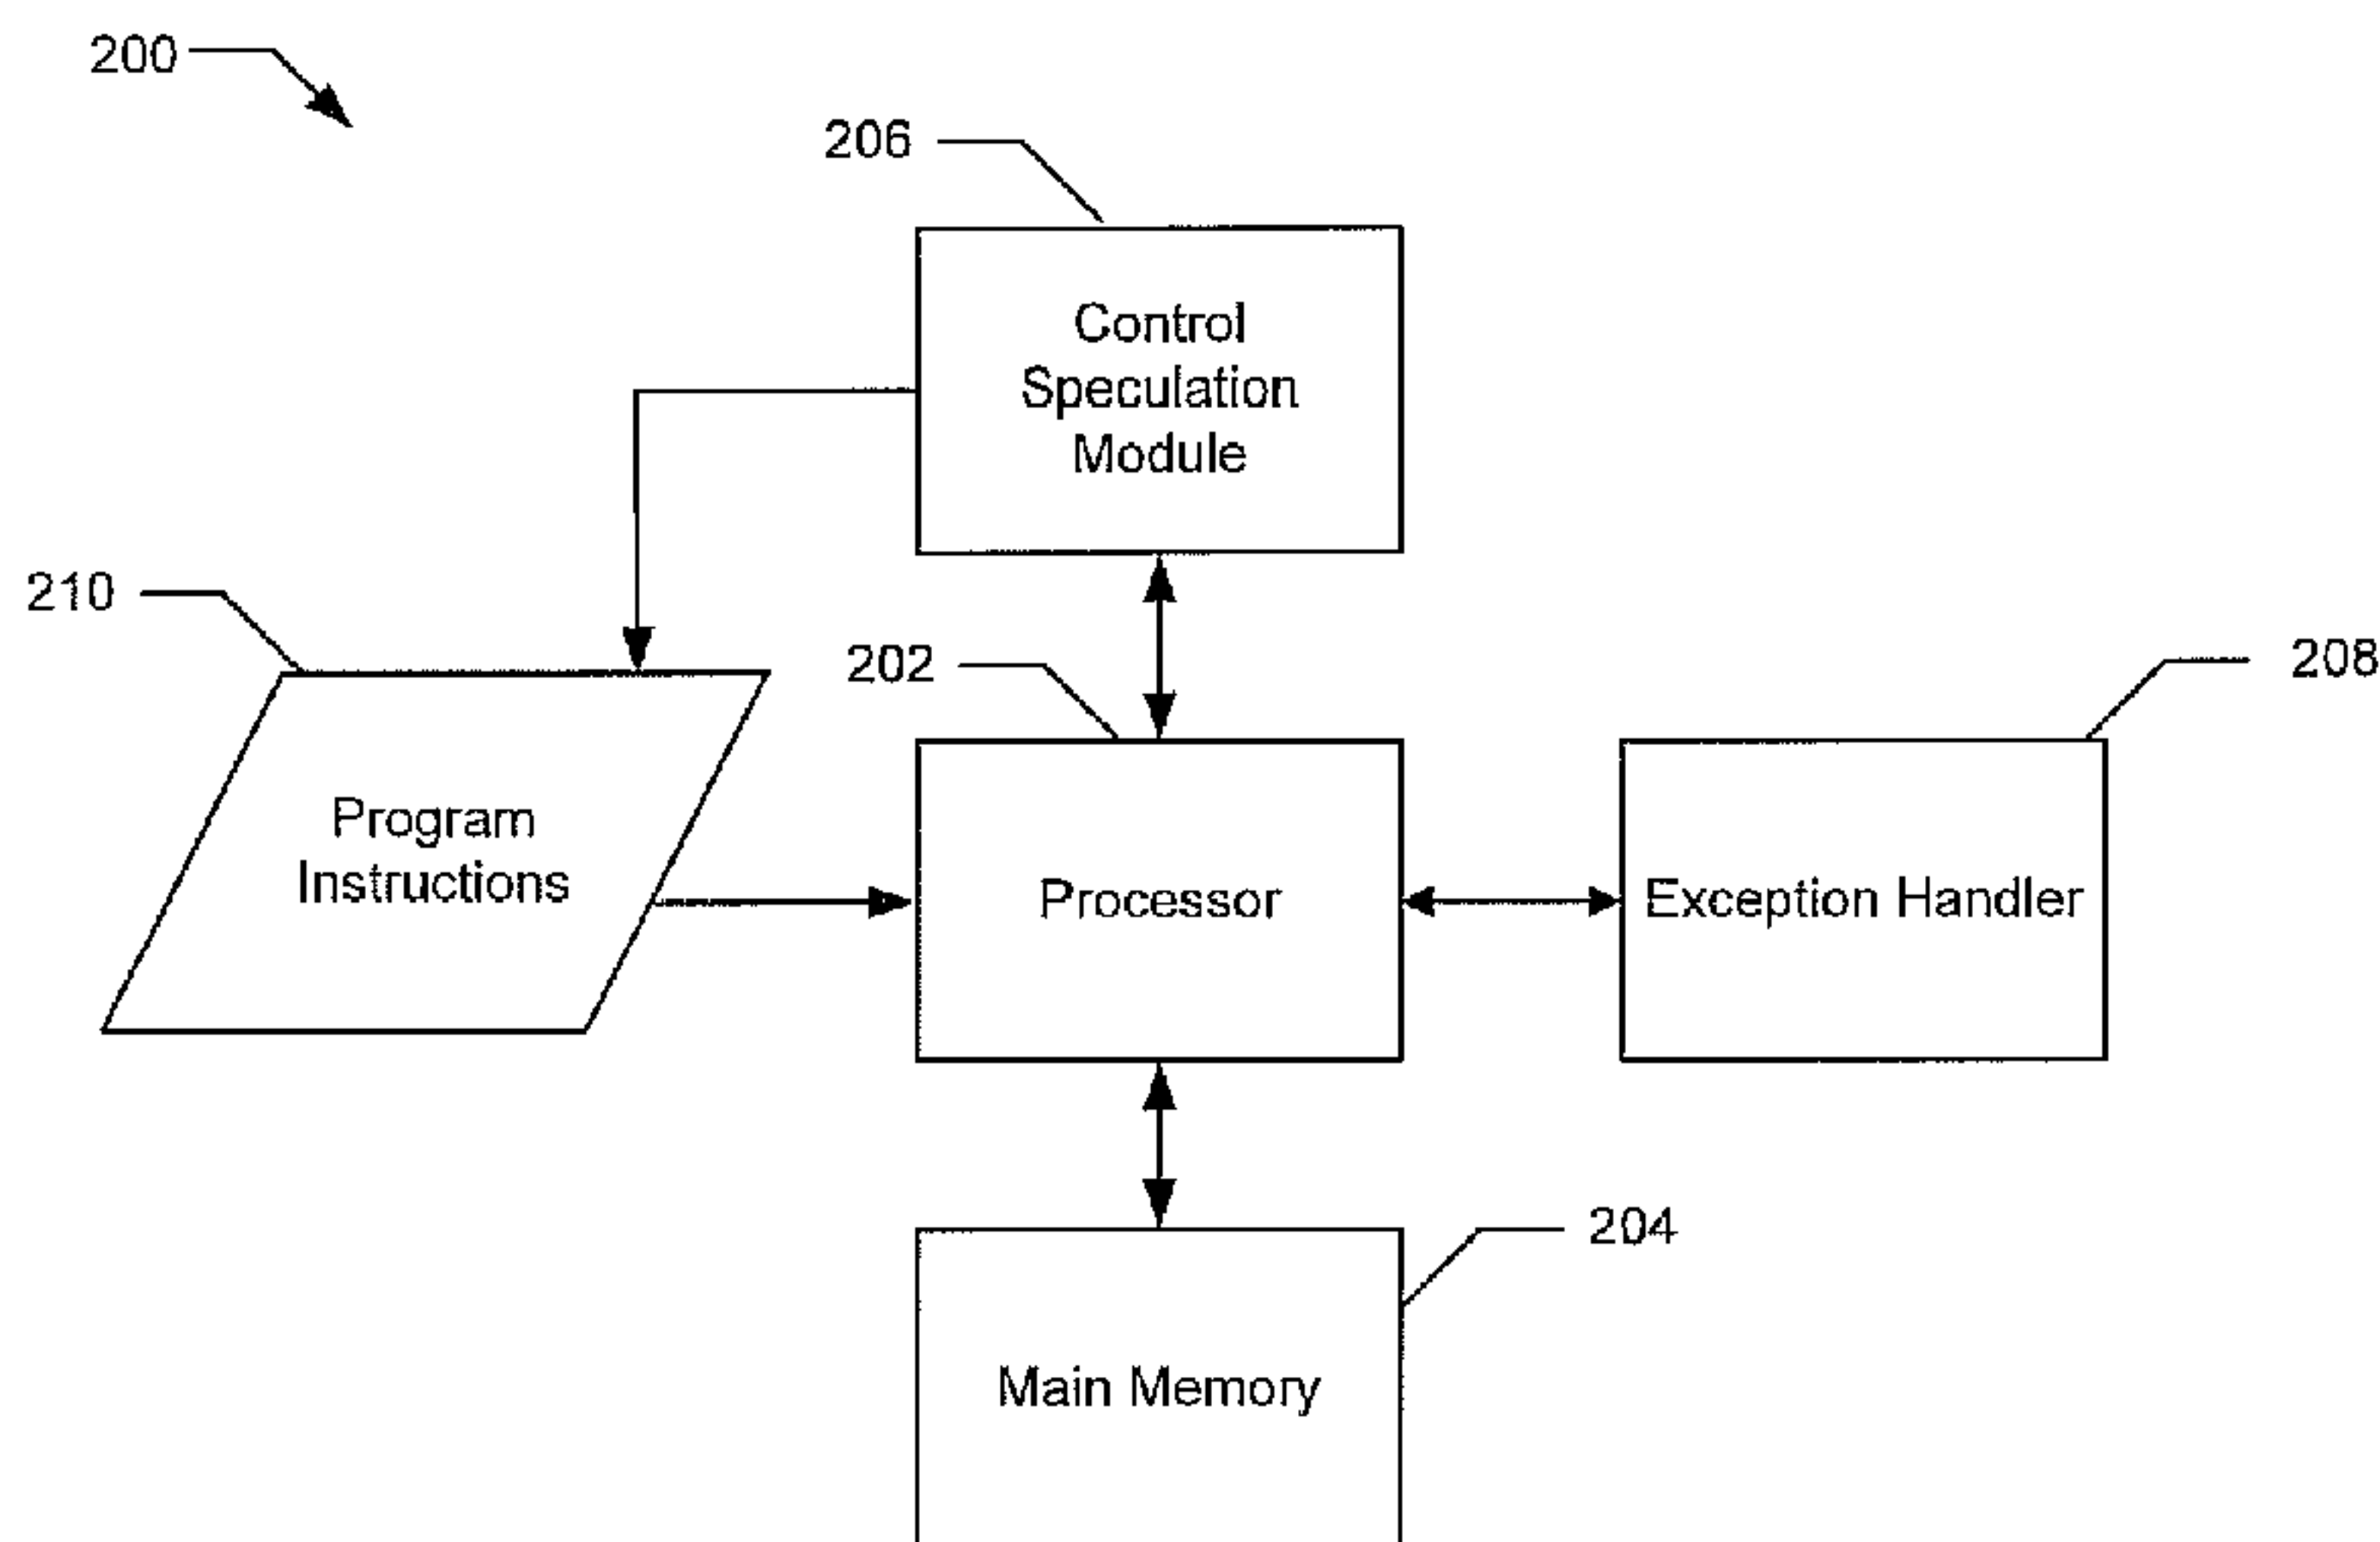 200
206
Control
Speculation
Module
210
202
208
Program
Instructions
Processor
Exception Handler
204
Main Memory